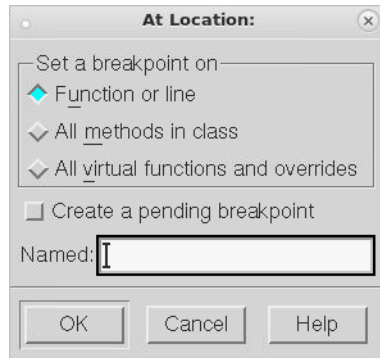 At Location:
Set a breakpoint on
Function or line
All methods in class
All virtual functions and overrides
Create a pending breakpoint
Named:
OK Cancel Help